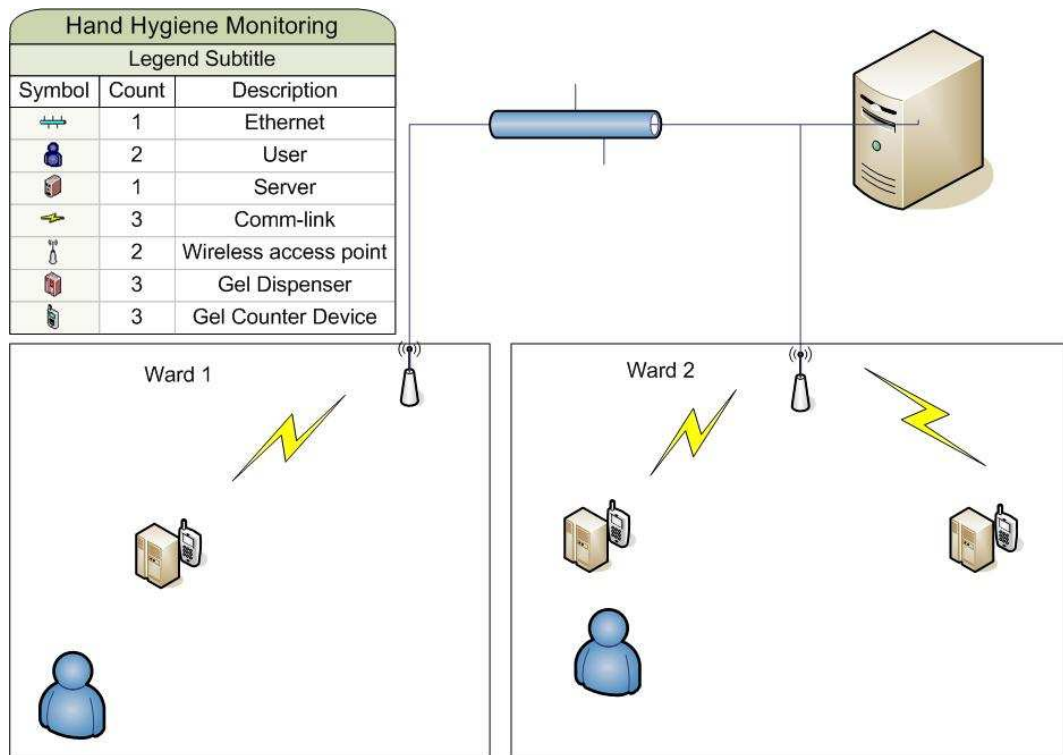 Hand Hygiene Monitoring
Legend Subtitle
Symbol Count Description
1 Ethernet
2 User
1 Server
3 Comm-link
2 Wireless access point
3 Gel Dispenser
3 Gel Counter Device
Ward 1
Ward 2